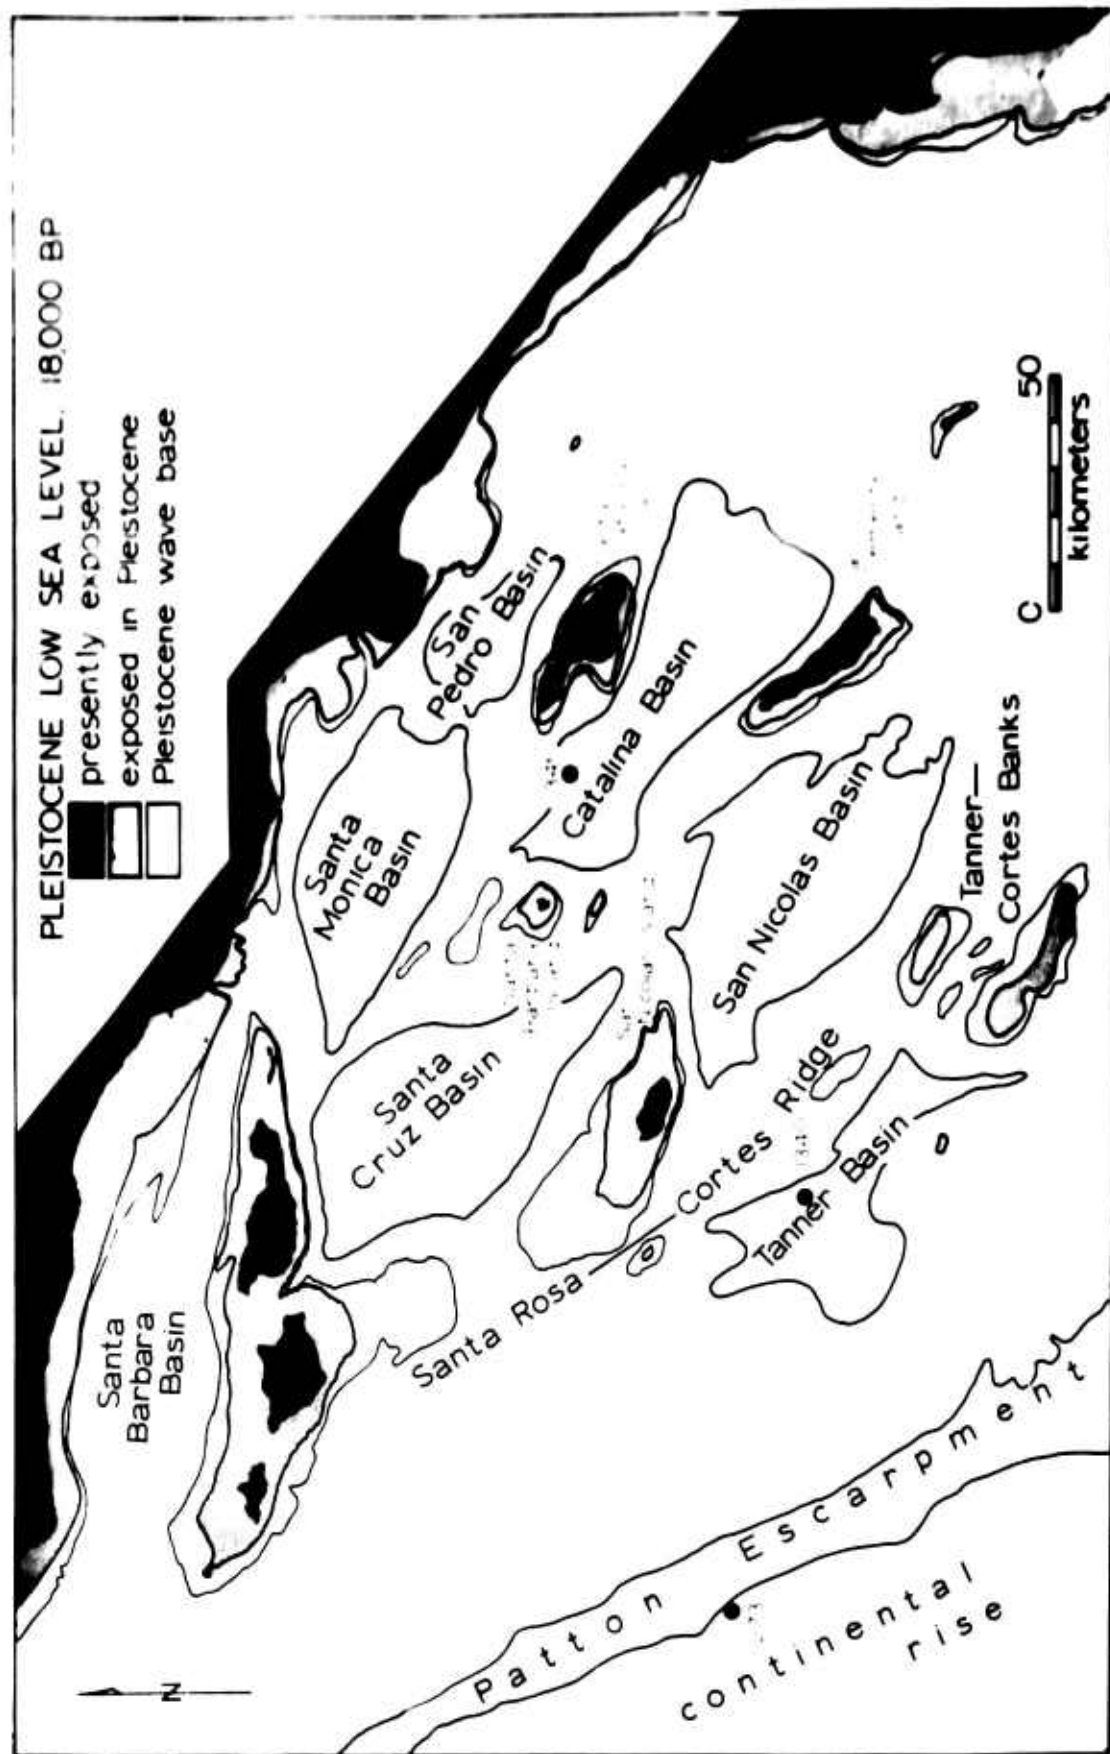 PLEISTOCENE LOW SEA LEVEL. 18,000 BP
presently exposed
exposed in Pleistocene
Pleistocene wave base
N
Santa
Barbara
Basin
Santa
Monica
Basin
San
Pedro Basin
Santa
Cruz Basin
Catalina Basin
San Nicolas Basin
Santa Rosa
Cortes Ridge
Tanner Basin
Tanner—
Cortes Banks
Patton Escarpment
continental
rise
0 50
kilometers